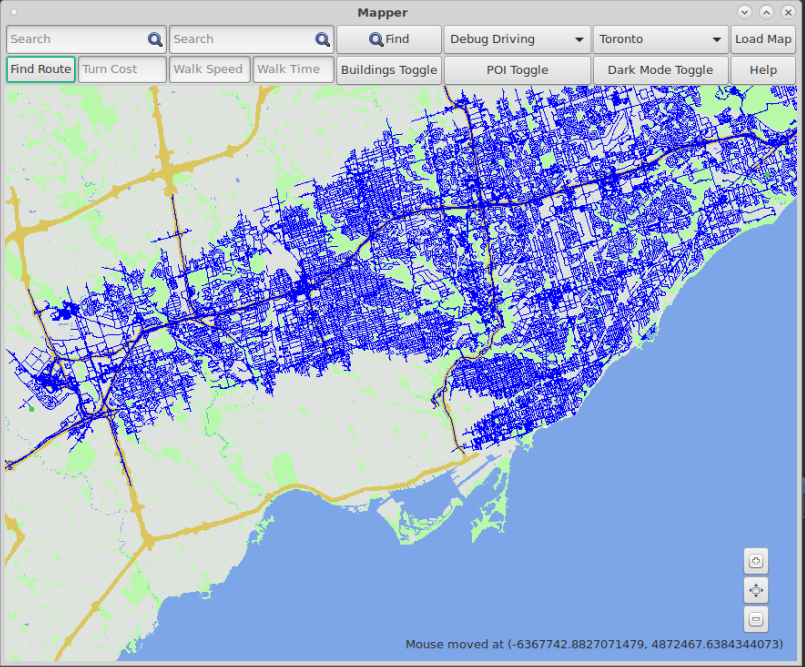 Mapper
Search Search Find Debug Driving Toronto Load Map
Find Route Turn Cost Walk Speed Walk Time Buildings Toggle POI Toggle Dark Mode Toggle Help
Mouse moved at (-6367742.8827071479, 4872467.6384344073)